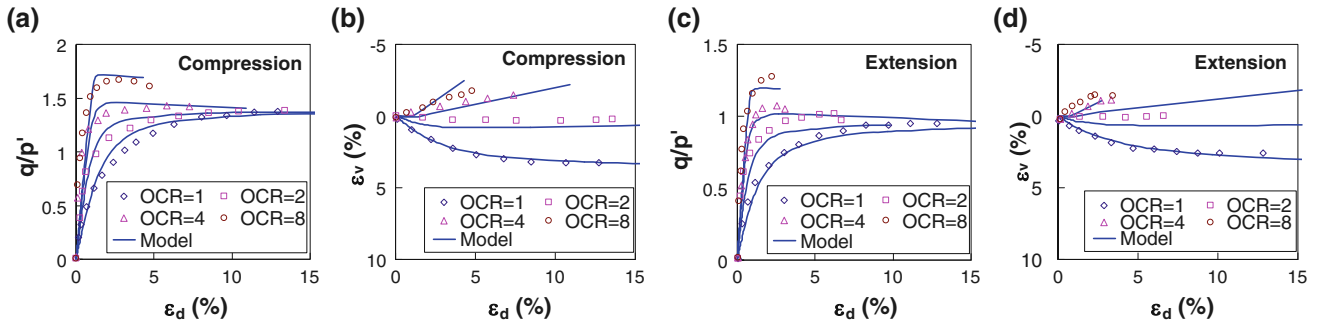 (a)
q/p'
2
1.5
1
0.5
0
Compression
OCR=1 OCR=2
OCR=4 OCR=8
Model
0 5 10 15
εd (%)
(b)
εv (%)
-5
0
5
10
Compression
OCR=1 OCR=2
OCR=4 OCR=8
Model
0 5 10 15
εd (%)
(c)
q/p'
1.5
1
0.5
0
Extension
OCR=1 OCR=2
OCR=4 OCR=8
Model
0 5 10 15
εd (%)
(d)
εv (%)
-5
0
5
10
Extension
OCR=1 OCR=2
OCR=4 OCR=8
Model
0 5 10 15
εd (%)